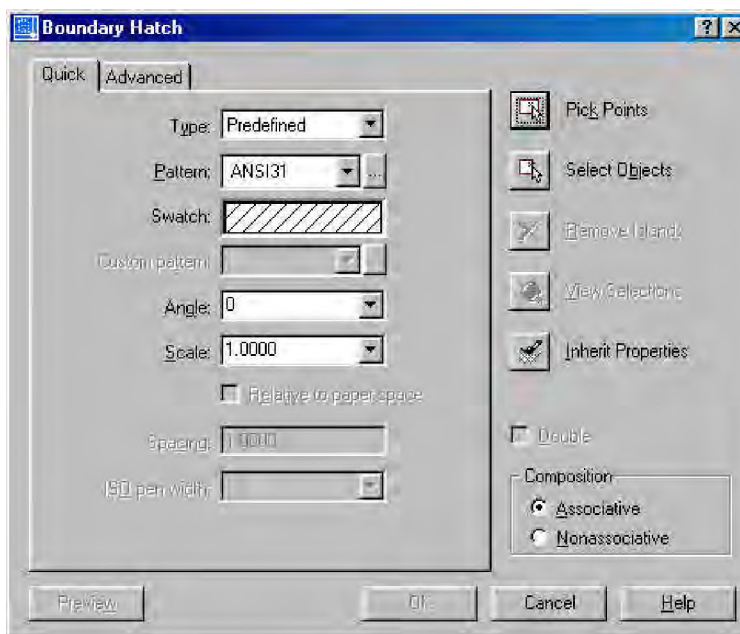 Boundary Hatch
Quick Advanced
Type: Predefined
Pattern: ANSI31 ...
Swatch:
Custom pattern:
Angle: 0
Scale: 1.0000
Relative to paper space
Spacing: 1.0000
ISO pen width:
Pick Points
Select Objects
Remove Islands
View Selections
Inherit Properties
Double
Composition
Associative
Nonassociative
Preview OK Cancel Help